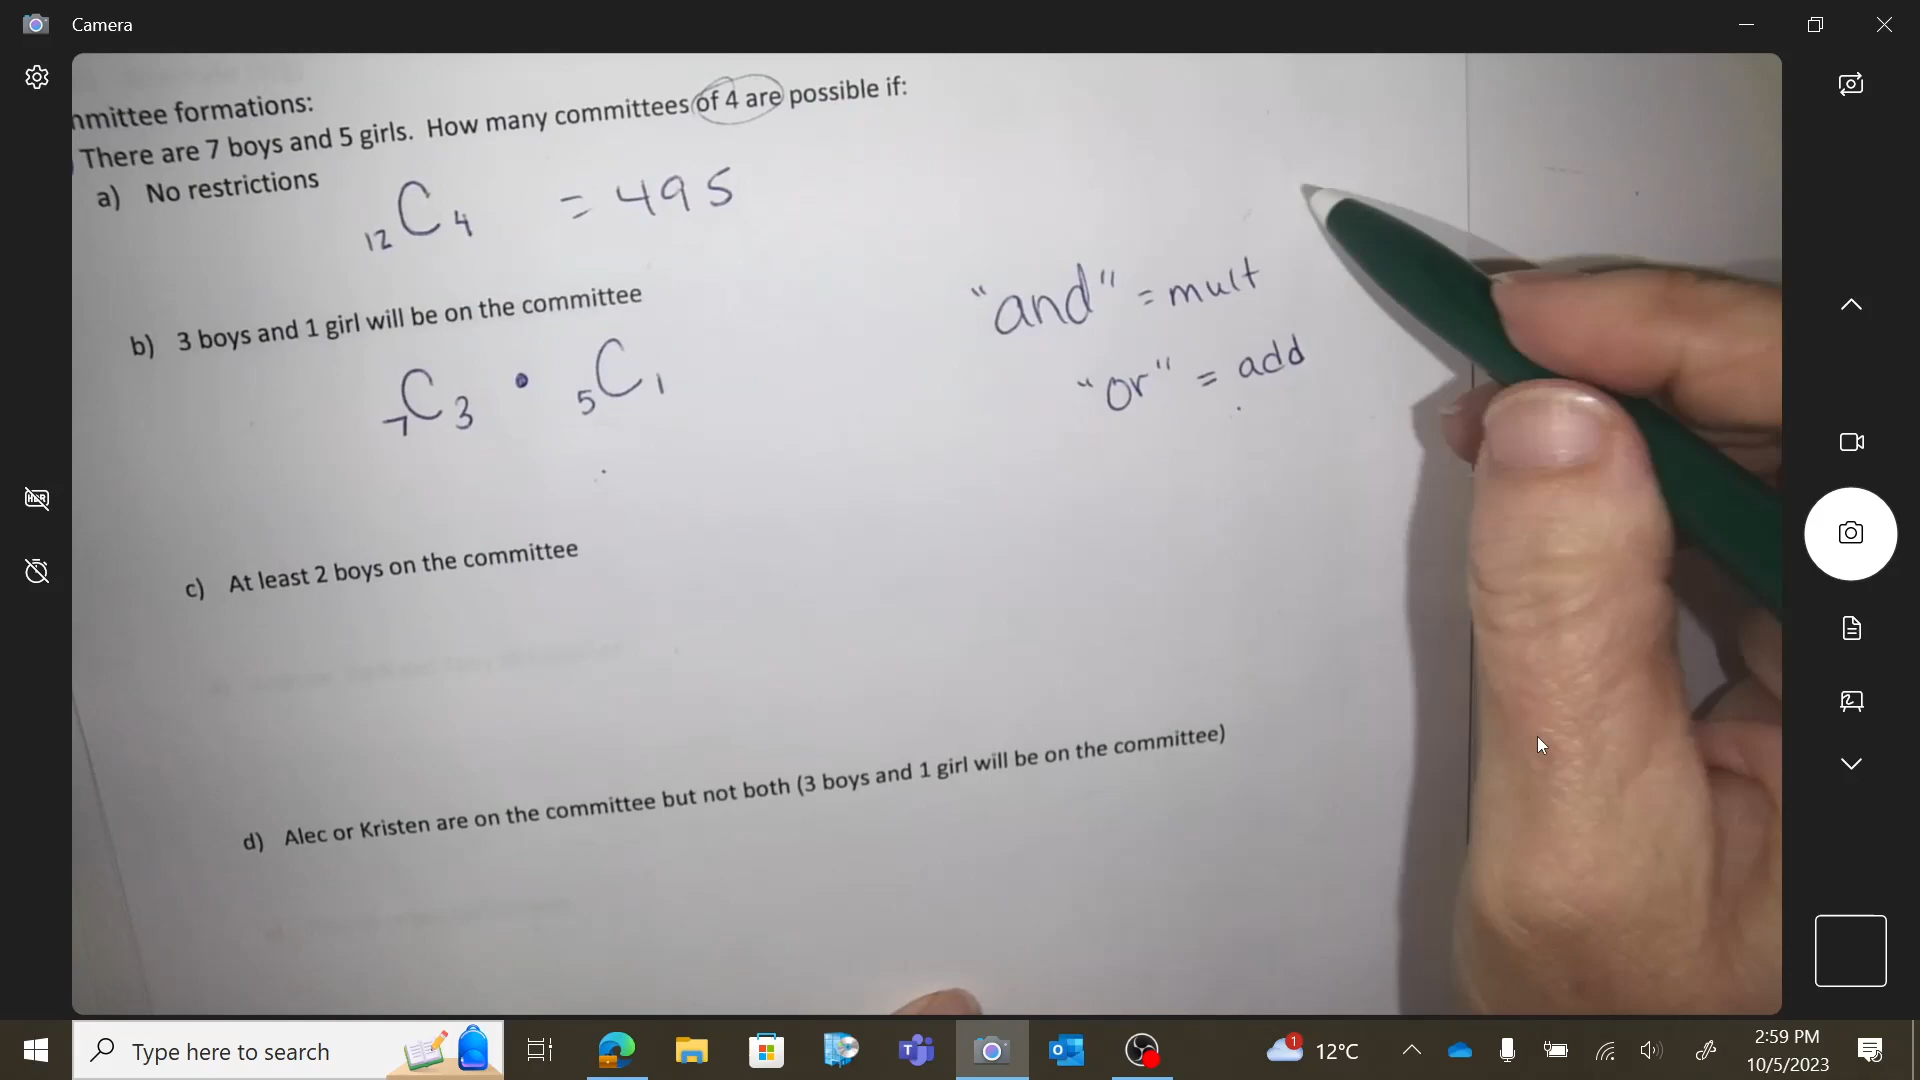 Camera
mmittee formations:
There are 7 boys and 5 girls. How many committees of 4 are possible if:
a) No restrictions
12C4 = 495
b) 3 boys and 1 girl will be on the committee
7C3 • 5C1
"and" = mult
"or" = add
c) At least 2 boys on the committee
d) Alec or Kristen are on the committee but not both (3 boys and 1 girl will be on the committee)
Type here to search
1
12°C
2:59 PM
10/5/2023